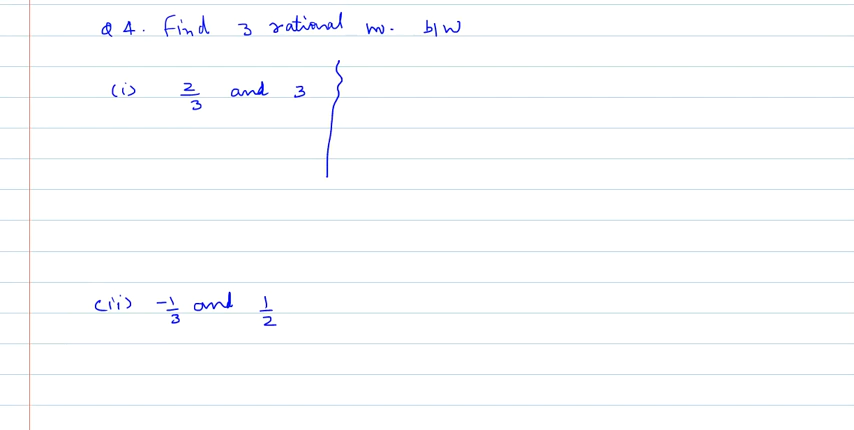 Q 4. Find 3 rational no. b/w
(i) 2/3 and 3
(ii) -1/3 and 1/2